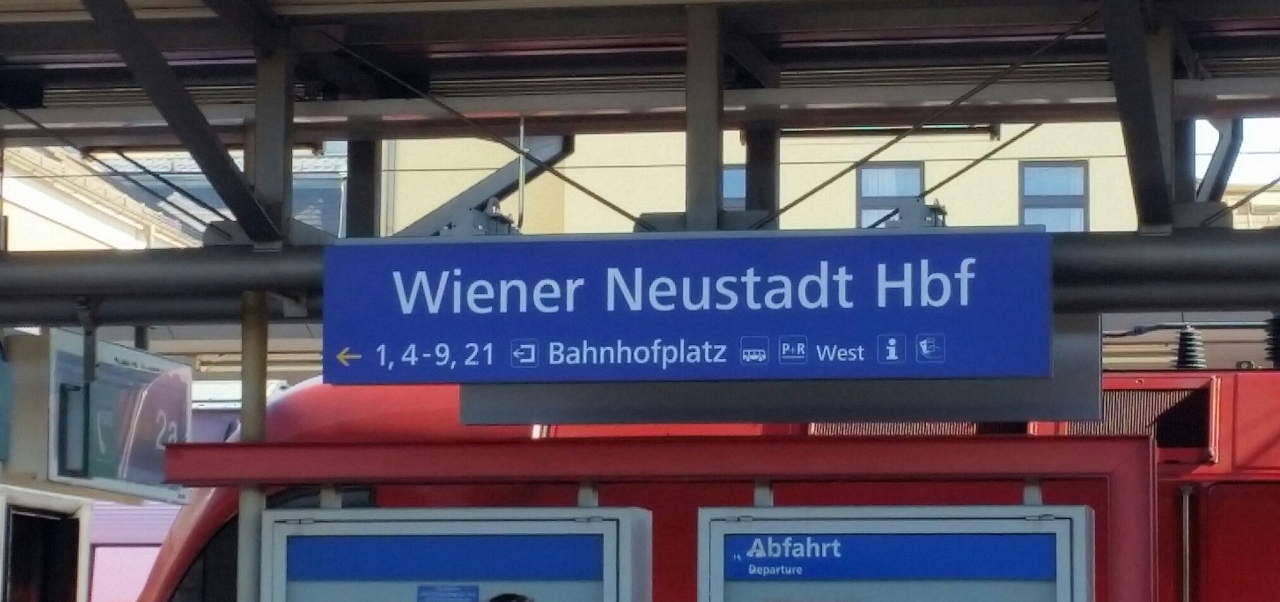 Wiener Neustadt Hbf
← 1, 4-9, 21 Bahnhofplatz P+R West i
2a
Abfahrt
Departure